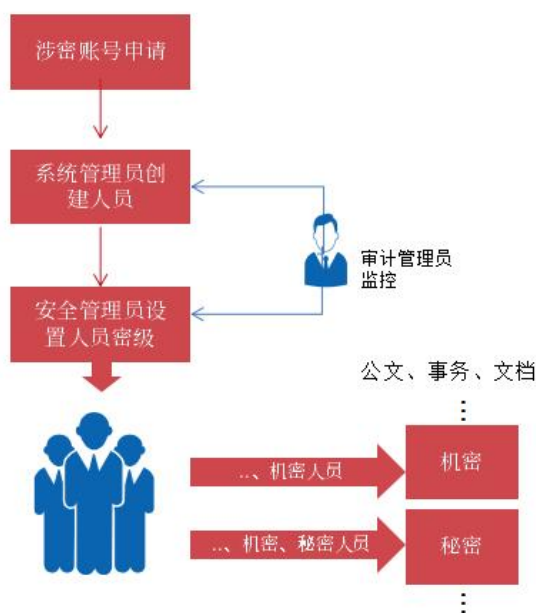 涉密账号申请
系统管理员创
建人员
审计管理员
监控
安全管理员设
置人员密级
公文、事务、文档
...
..、机密人员
机密
..、机密、秘密人员
秘密
...